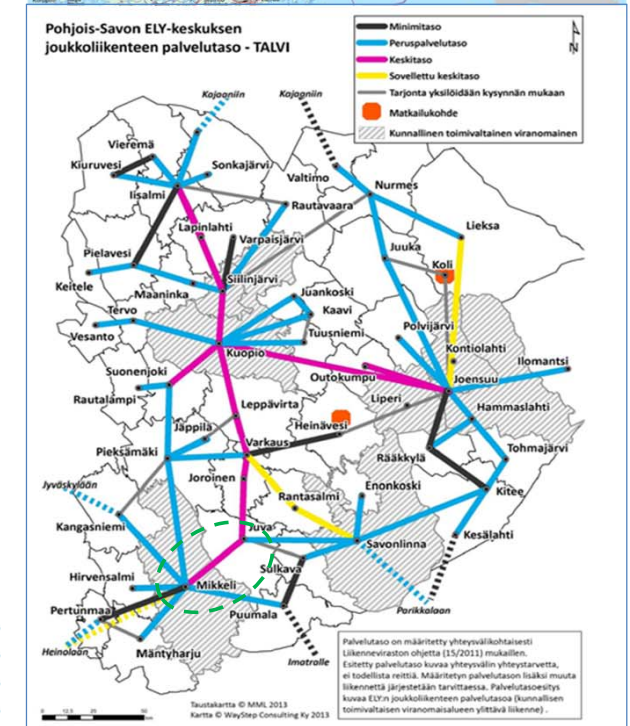 Pohjois-Savon ELY-keskuksen
joukkoliikenteen palvelutaso - TALVI
Minimitaso
Peruspalvelutaso
Keskitaso
Sovellettu keskitaso
Tarjonta yksilöidään kysynnän mukaan
Matkailukohde
Kunnallinen toimivaltainen viranomainen
Kajaaniin
Kajaaniin
Vieremä
Kiuruvesi
Sonkajärvi
Valtimo
Nurmes
Iisalmi
Rautavaara
Lieksa
Lapinlahti
Varpaisjärvi
Juuka
Pielavesi
Koli
Siilinjärvi
Keitele
Maaninka
Juankoski
Tervo
Kaavi
Vesanto
Tuusniemi
Polvijärvi
Kuopio
Kontiolahti
Ilomantsi
Suonenjoki
Outokumpu
Joensuu
Rautalampi
Liperi
Leppävirta
Hammaslahti
Jäppilä
Heinävesi
Varkaus
Tohmajärvi
Pieksämäki
Rääkkylä
Joroinen
Enonkoski
Jyväskylään
Rantasalmi
Kitee
Kangasniemi
Juva
Kesälahti
Savonlinna
Sulkava
Hirvensalmi
Mikkeli
Pertunmaa
Puumala
Parikkalaan
Heinolaan
Mäntyharju
Imatralle
Palvelutaso on määritetty yhteysvälikohtaisesti
Liikenneviraston ohjetta (15/2011) mukaillen.
Esitetty palvelutaso kuvaa yhteysvälin yhteystarvetta,
ei todellista reittiä. Määritetyn palvelutason lisäksi muuta
liikennettä järjestetään tarvittaessa. Palvelutasoesitys
kuvaa ELY:n joukkoliikenteen palvelutasoa (kunnallisen
toimivaltaisen viranomaisalueen ylittävä liikenne) .
Taustakartta © MML 2013
Kartta © WayStep Consulting Ky 2013
0 12,5 25 50